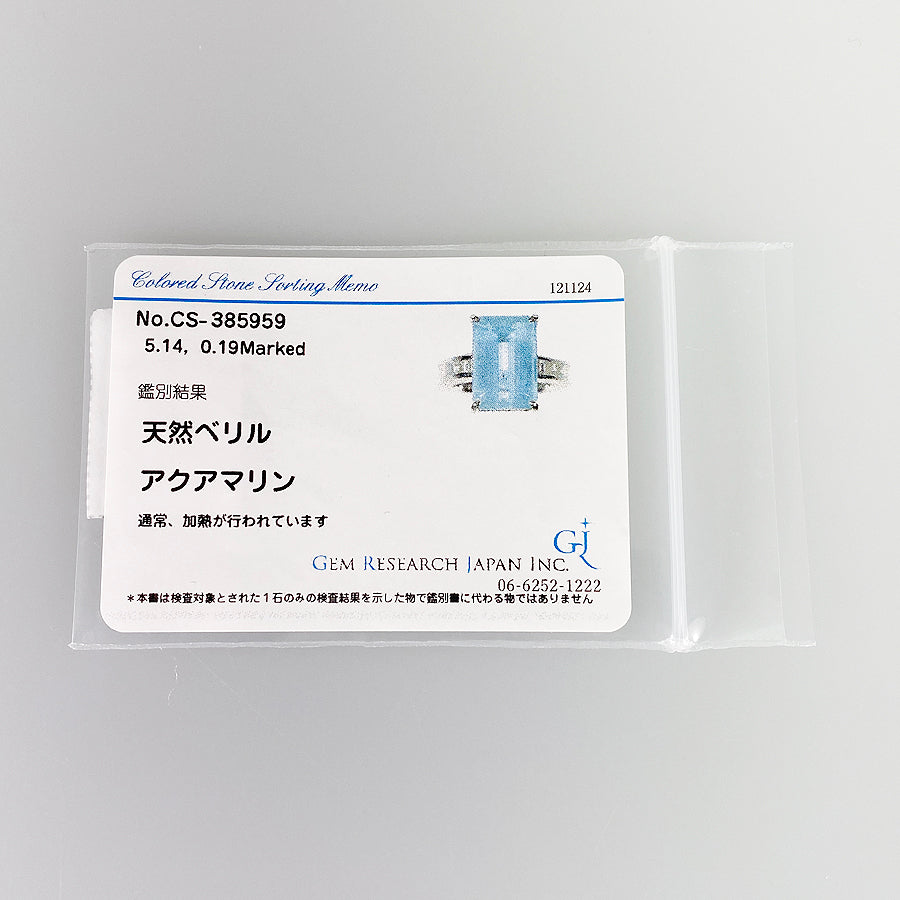 Colored Stone Sorting Memo
121124
No.CS-385959
5.14, 0.19Marked
鑑別結果
天然ベリル
アクアマリン
通常、加熱が行われています
GJ
GEM RESEARCH JAPAN INC.
06-6252-1222
*本書は検査対象とされた1石のみの検査結果を示した物で鑑別書に代わる物ではありません